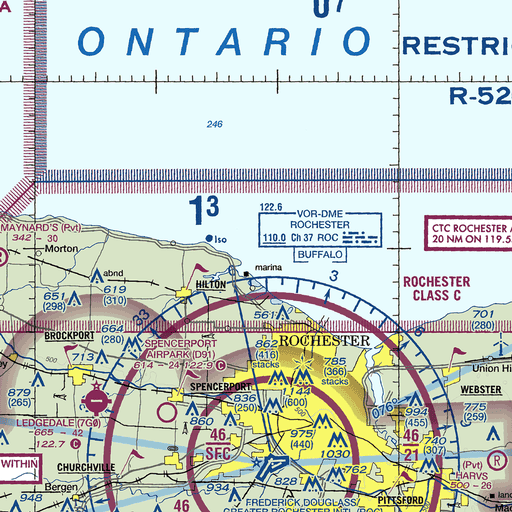 ONTARIO
RESTRIC
R-52
246
1 3
122.6
VOR-DME
ROCHESTER
110.0 Ch 37 ROC
BUFFALO
CTC ROCHESTER A
20 NM ON 119.5
MAYNARD'S (Pvt)
342 - 30
Morton
Iso
marina
abnd
HILTON
3
ROCHESTER
CLASS C
619
(310)
651
(298)
33
561
701
(280)
664
(280)
BROCKPORT
500
713
SPENCERPORT
AIRPARK (D91)
614 - 24 122.9 C
862
(416)
stacks
ROCHESTER
785
(366)
stacks
Union Hi
SPENCERPORT
1144
(600)
WEBSTER
879
(265)
836
(250)
860
076°
994
(455)
775
(259)
LEDGEDALE (7G0)
665 - 42
122.7 C
46
SFC
975
(440)
1030
46
21
740
(307)
WITHIN
CHURCHVILLE
762
(Pvt)
HARVS
500 - 26
Bergen
948
934
828
PITTSFORD
46
FREDERICK DOUGLASS/
GREATER ROCHESTER INTL (ROC)